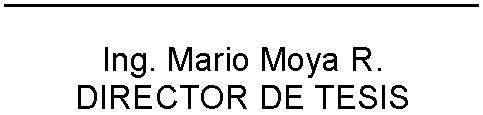 Ing. Mario Moya R.
DIRECTOR DE TESIS